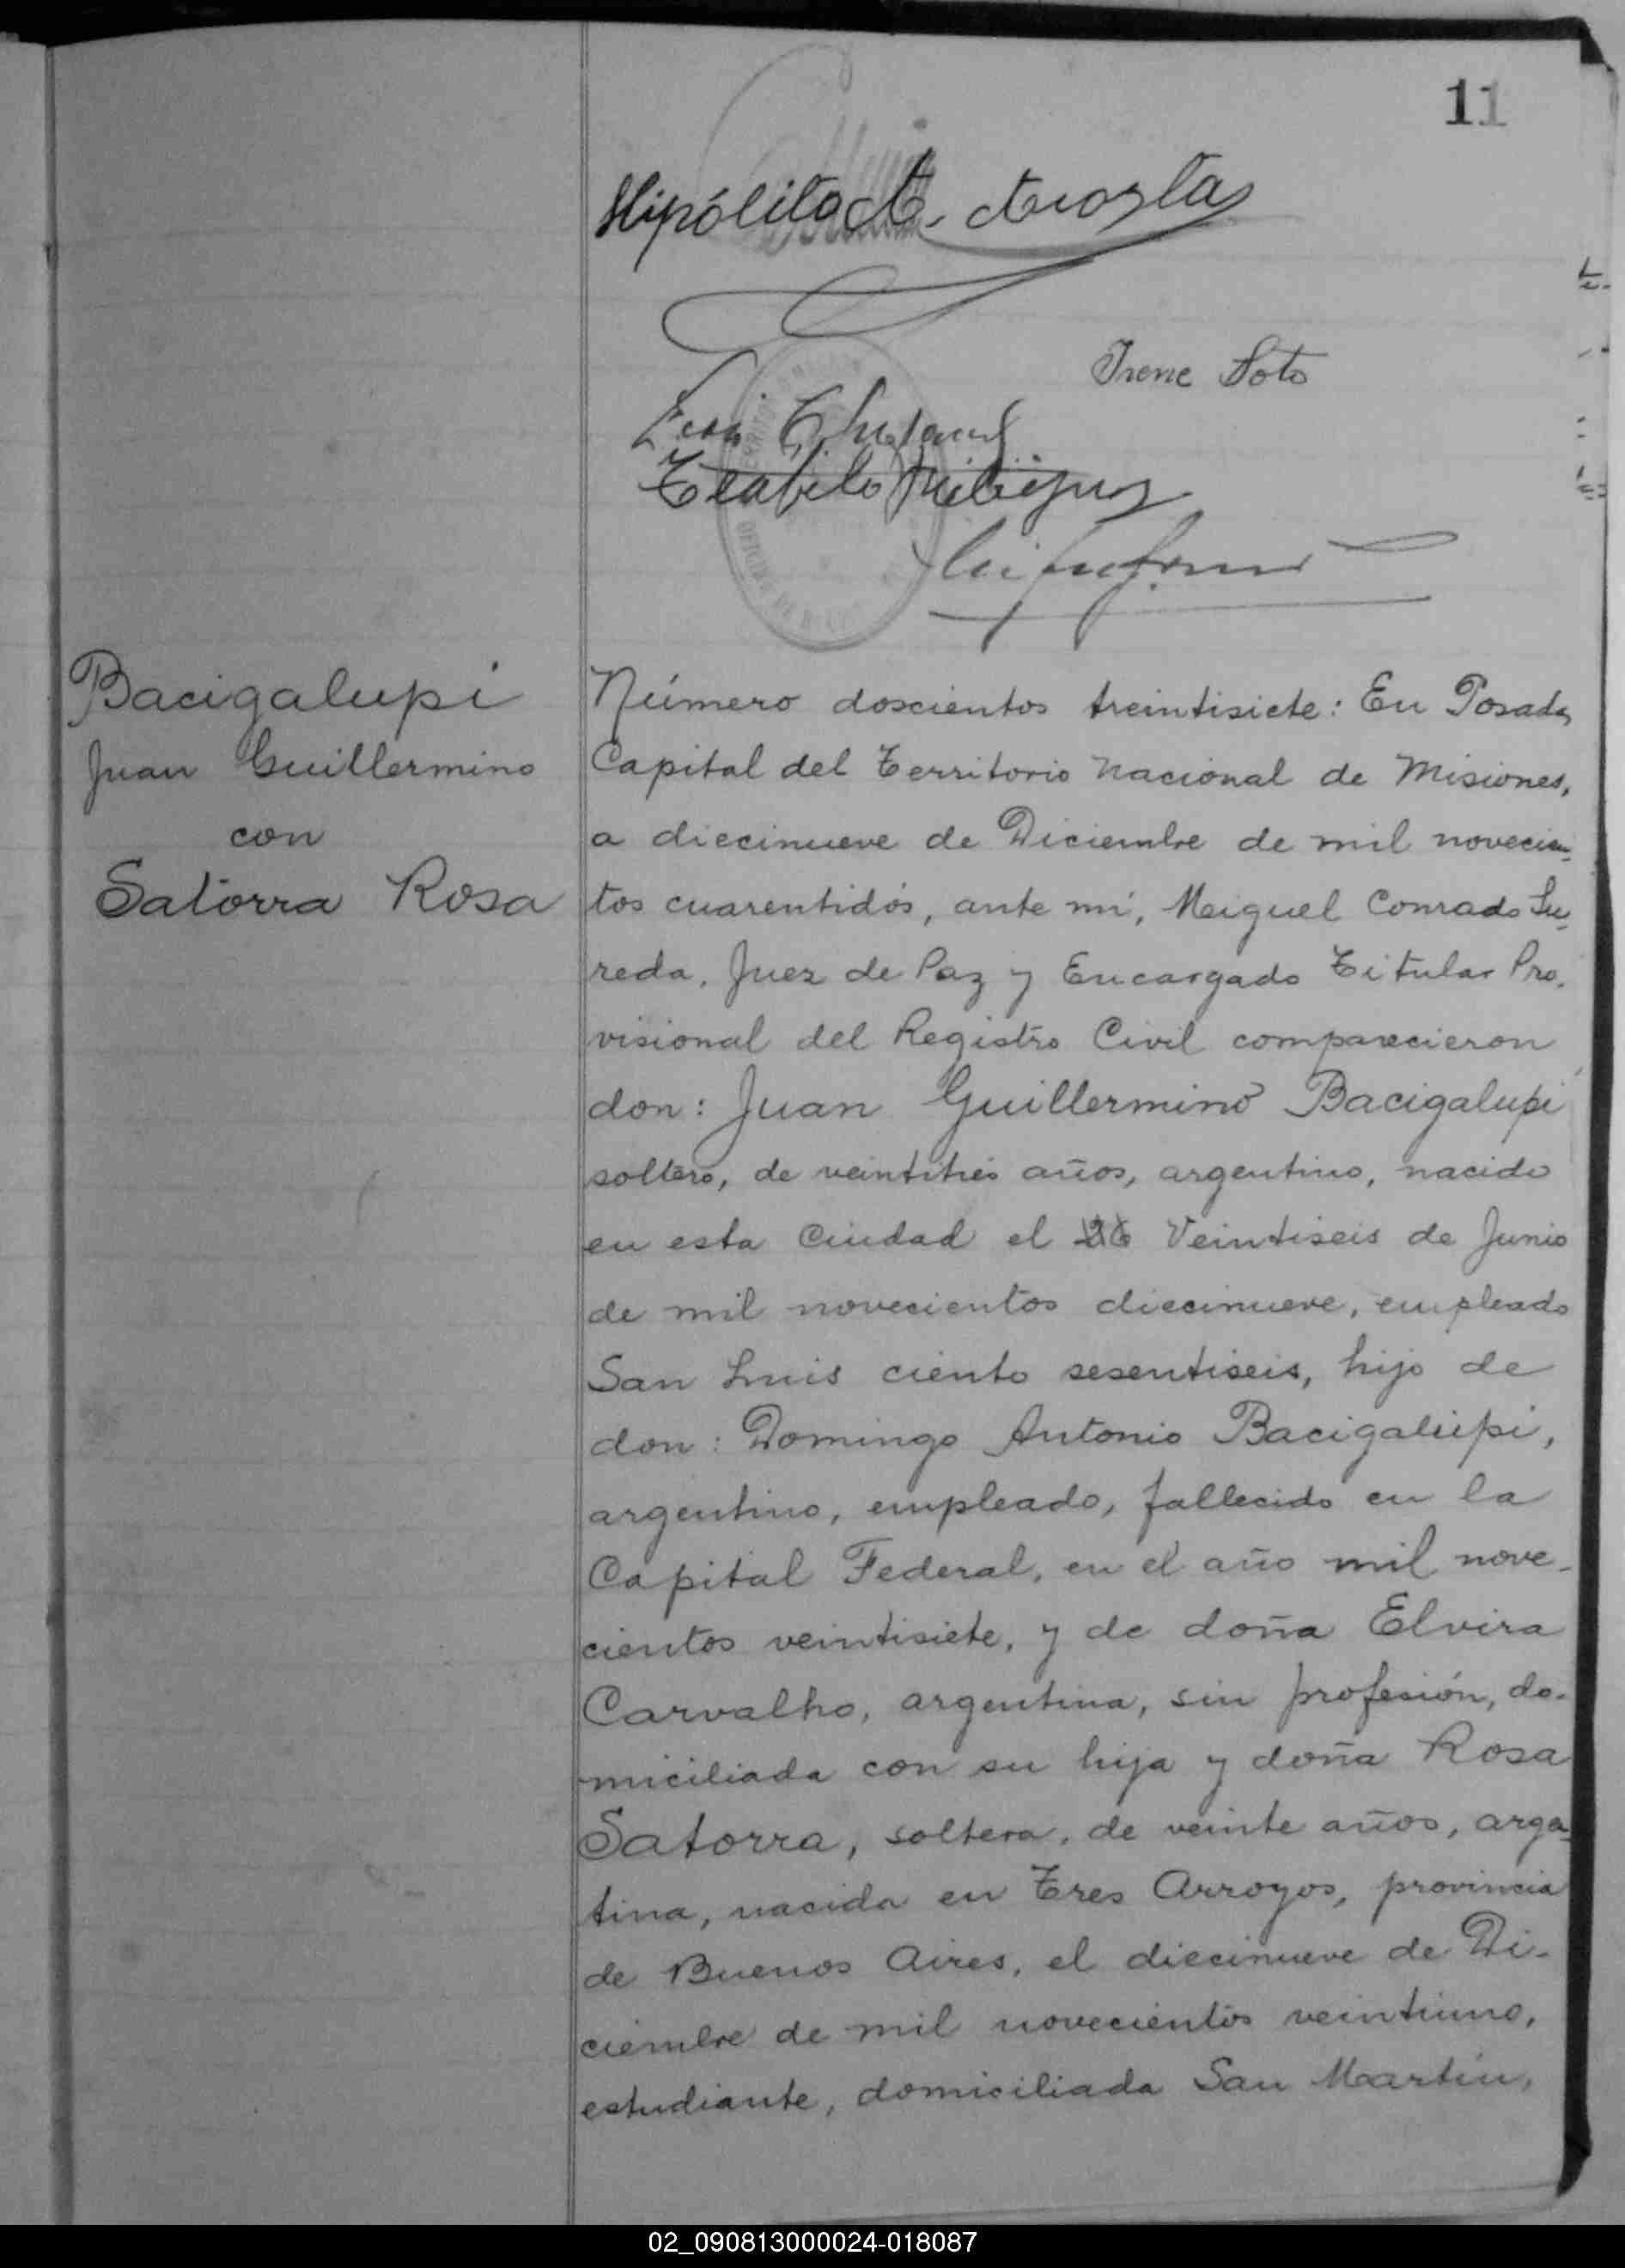 11
Hipólito A. Acosta
Irene Soto
Bacigalupi
Juan Guillermino
con
Satorra Rosa
Número doscientos treintisiete: En Posadas
Capital del Territorio Nacional de Misiones,
a diecinueve de Diciembre de mil novecien-
tos cuarentidós, ante mí, Miguel Conrado Su-
reda, Juez de Paz y Encargado Titular Pro-
visional del Registro Civil comparecieron
don: Juan Guillermino Bacigalupi
soltero, de veintitrés años, argentino, nacido
en esta Ciudad el 26 Veintiseis de Junio
de mil novecientos diecinueve, empleado
San Luis ciento sesentiseis, hijo de
don: Domingo Antonio Bacigalupi,
argentino, empleado, fallecido en la
Capital Federal, en el año mil nove-
cientos veintisiete, y de doña Elvira
Carvalho, argentina, sin profesión, do-
miciliada con su hija y doña Rosa
Satorra, soltera, de veinte años, argen-
tina, nacida en Tres Arroyos, provincia
de Buenos Aires, el diecinueve de Di-
ciembre de mil novecientos veintiuno,
estudiante, domiciliada San Martín,
02_090813000024-018087